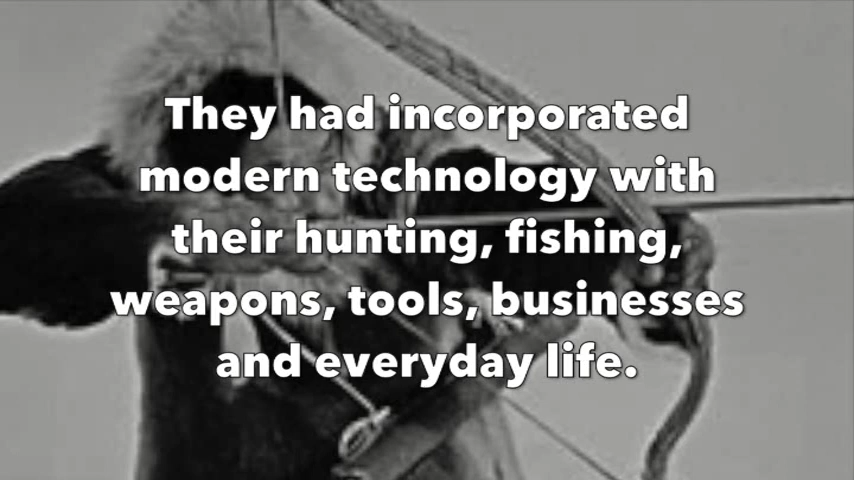 They had incorporated
modern technology with
their hunting, fishing,
weapons, tools, businesses
and everyday life.